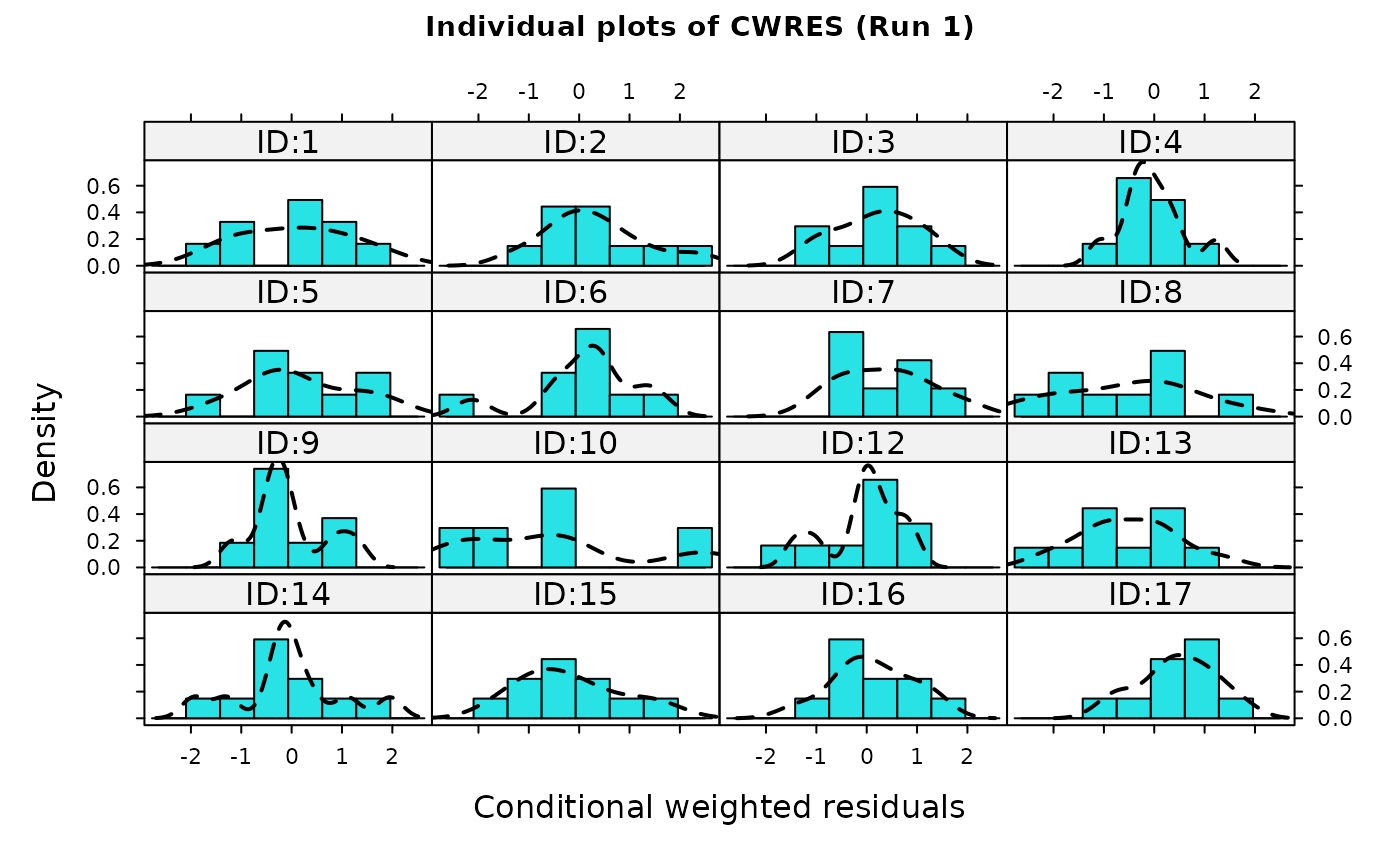 Individual plots of CWRES (Run 1)
-2 -1 0 1 2 -2 -1 0 1 2
ID:1 ID:2 ID:3 ID:4
0.6
0.4
0.2
0.0
ID:5 ID:6 ID:7 ID:8
0.6
0.4
0.2
0.0
Density
ID:9 ID:10 ID:12 ID:13
0.6
0.4
0.2
0.0
ID:14 ID:15 ID:16 ID:17
0.6
0.4
0.2
0.0
-2 -1 0 1 2 -2 -1 0 1 2
Conditional weighted residuals